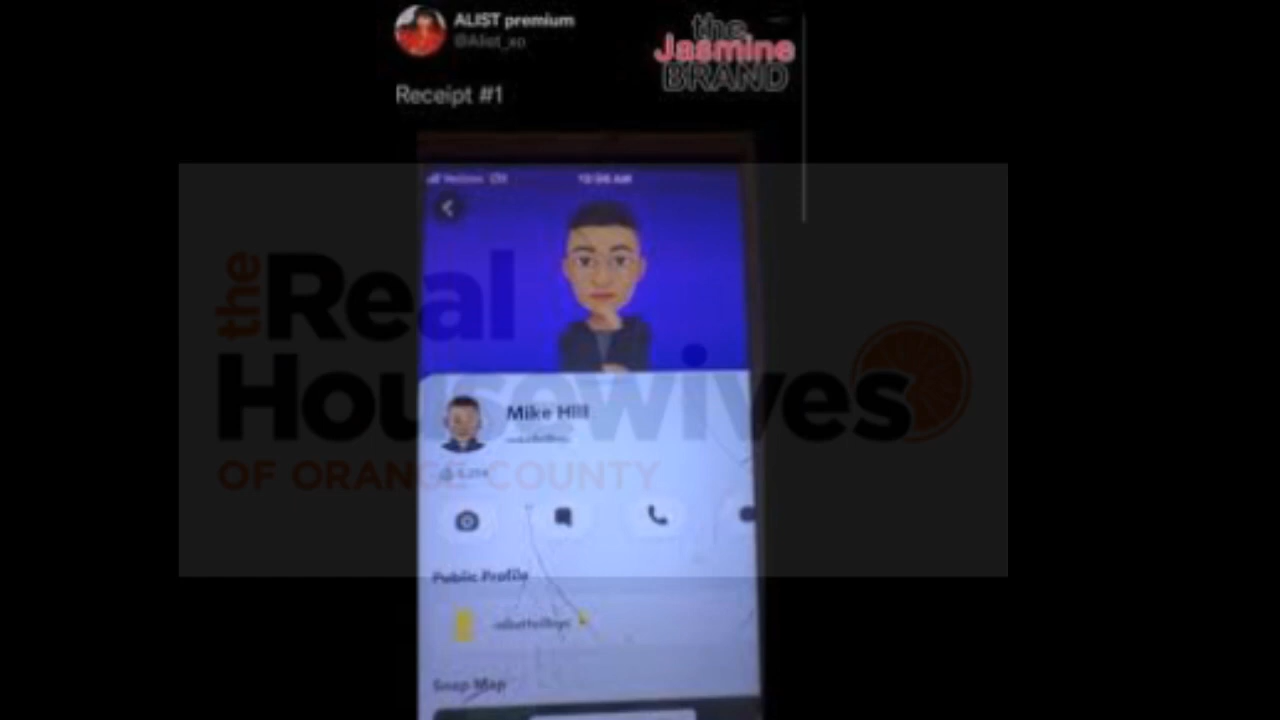 ALIST premium
@Alist_xo
the
Jasmine
BRAND
Receipt #1
the Real
Housewives
OF ORANGE COUNTY
Mike Hill
Public Profile
Snap Map